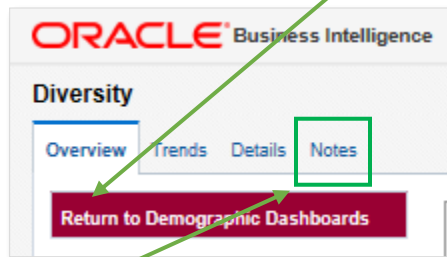 ORACLE Business Intelligence
Diversity
Overview Trends Details Notes
Return to Demographic Dashboards